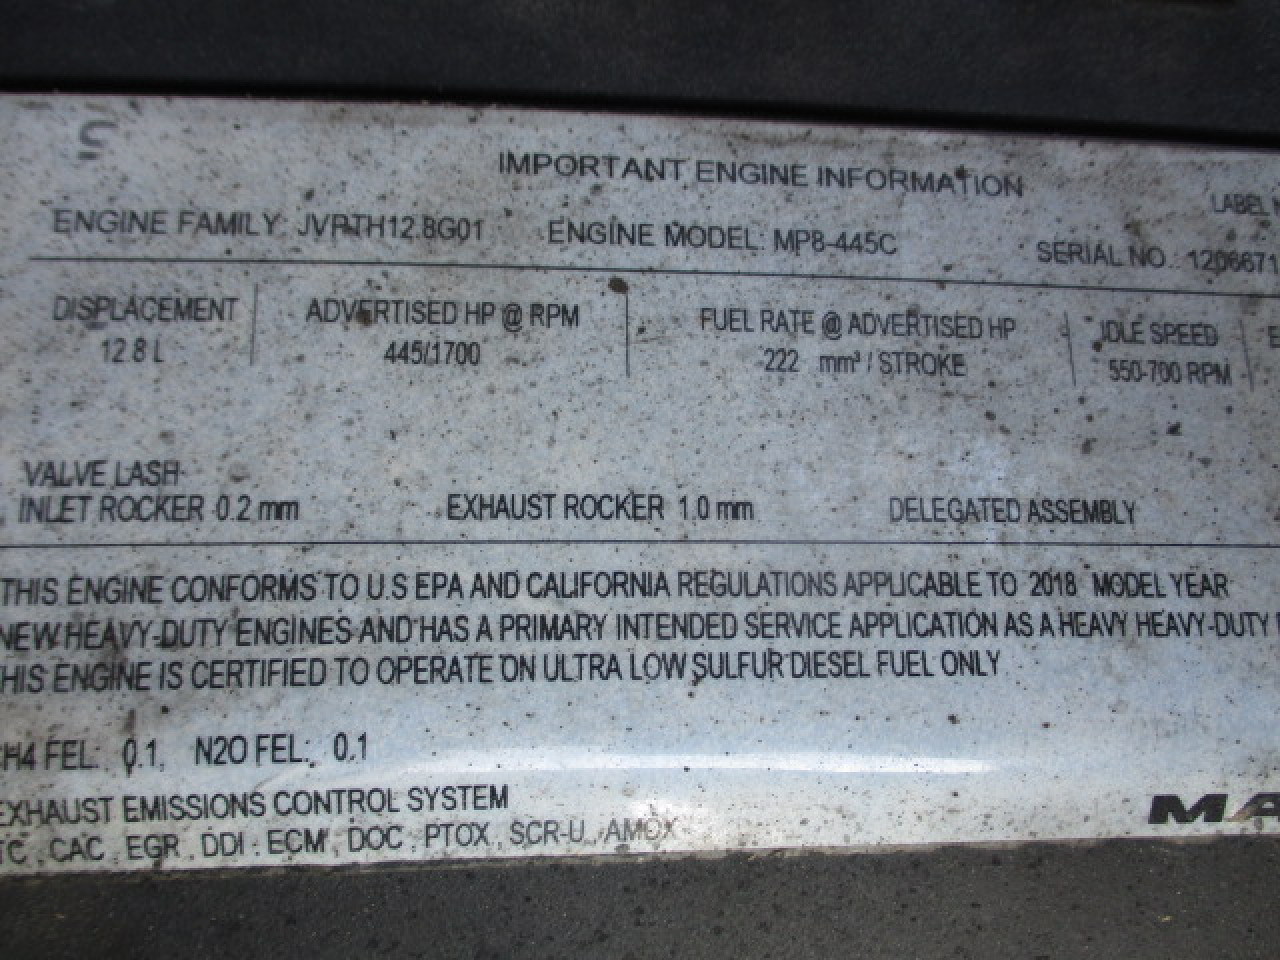 IMPORTANT ENGINE INFORMATION
LABEL
ENGINE FAMILY: JVPTH12.8G01 ENGINE MODEL: MP8-445C SERIAL NO.: 1206671
DISPLACEMENT ADVERTISED HP @ RPM FUEL RATE @ ADVERTISED HP IDLE SPEED E
12.8 L 445/1700 222 mm³ / STROKE 550-700 RPM
VALVE LASH
INLET ROCKER 0.2 mm EXHAUST ROCKER 1.0 mm DELEGATED ASSEMBLY
THIS ENGINE CONFORMS TO U.S EPA AND CALIFORNIA REGULATIONS APPLICABLE TO 2018 MODEL YEAR
NEW HEAVY-DUTY ENGINES AND HAS A PRIMARY INTENDED SERVICE APPLICATION AS A HEAVY HEAVY-DUTY
HIS ENGINE IS CERTIFIED TO OPERATE ON ULTRA LOW SULFUR DIESEL FUEL ONLY
CH4 FEL: 0.1, N2O FEL: 0.1
EXHAUST EMISSIONS CONTROL SYSTEM
TC, CAC, EGR, DDI, ECM, DOC, PTOX, SCR-U, AMOX
MA